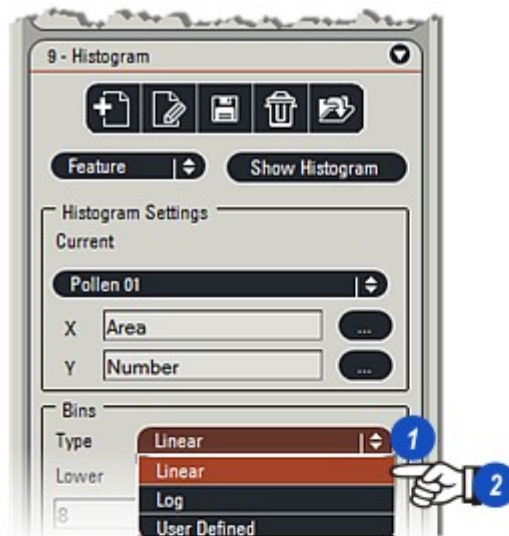 9 - Histogram
Feature
Show Histogram
Histogram Settings
Current
Pollen 01
X Area ...
Y Number ...
Bins
Type Linear 1
Linear 2
Lower
Log
8
User Defined